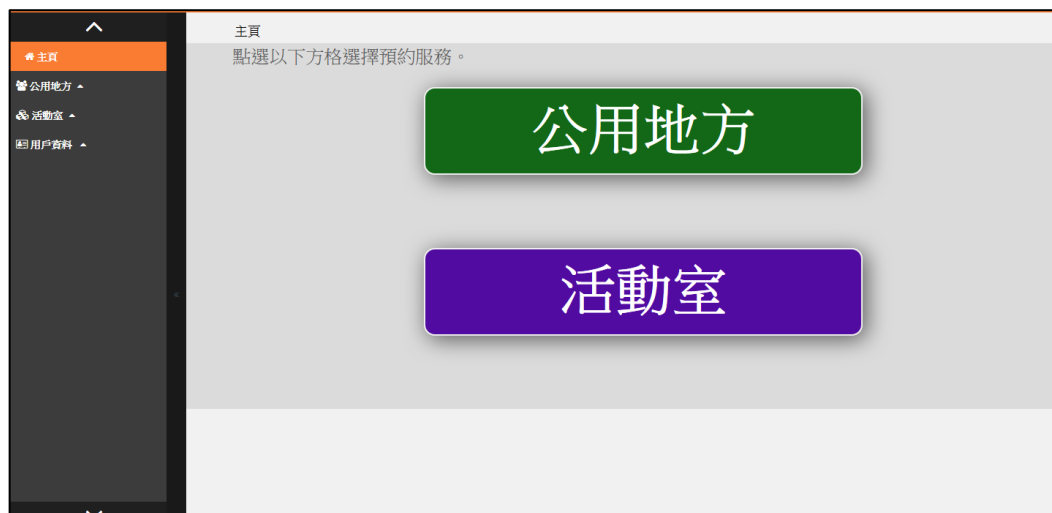 主頁
公用地方
活動室
用戶資料
主頁
點選以下方格選擇預約服務。
公用地方
活動室